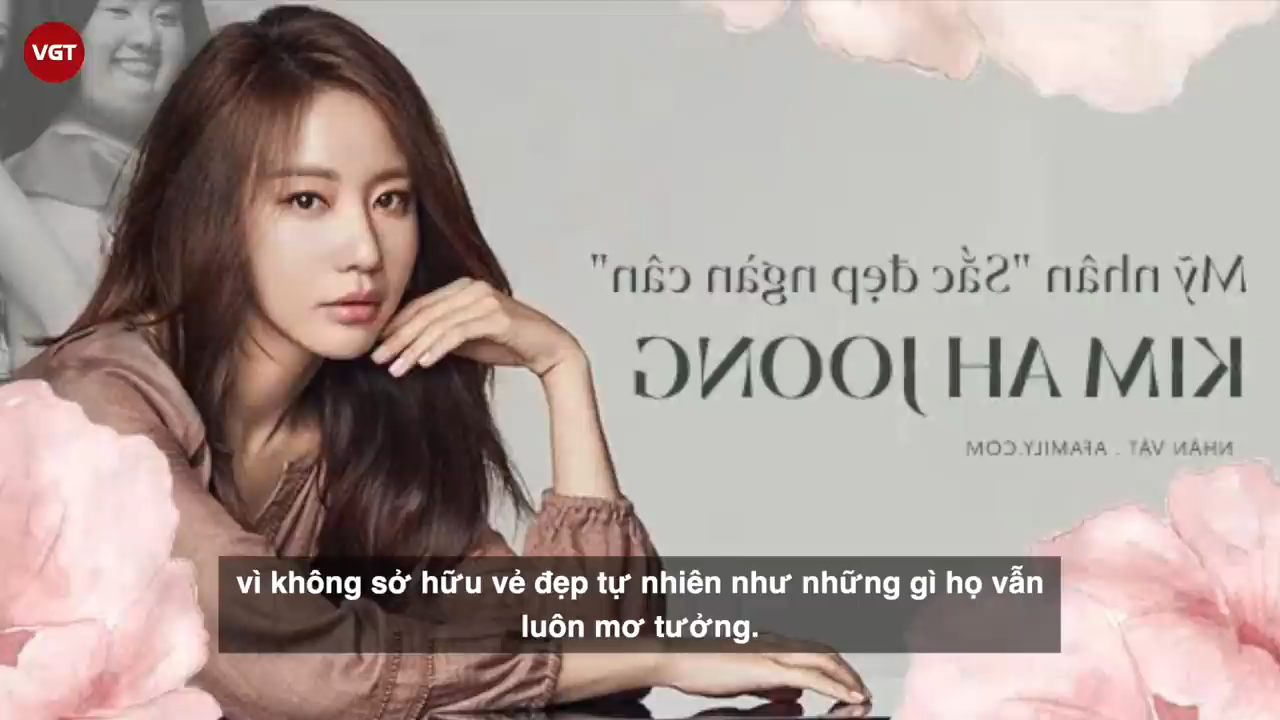 VGT
Mỹ nhân "Sắc đẹp ngàn cân"
KIM AH JOONG
NHÂN VẬT . AFAMILY.COM
vì không sở hữu vẻ đẹp tự nhiên như những gì họ vẫn
luôn mơ tưởng.